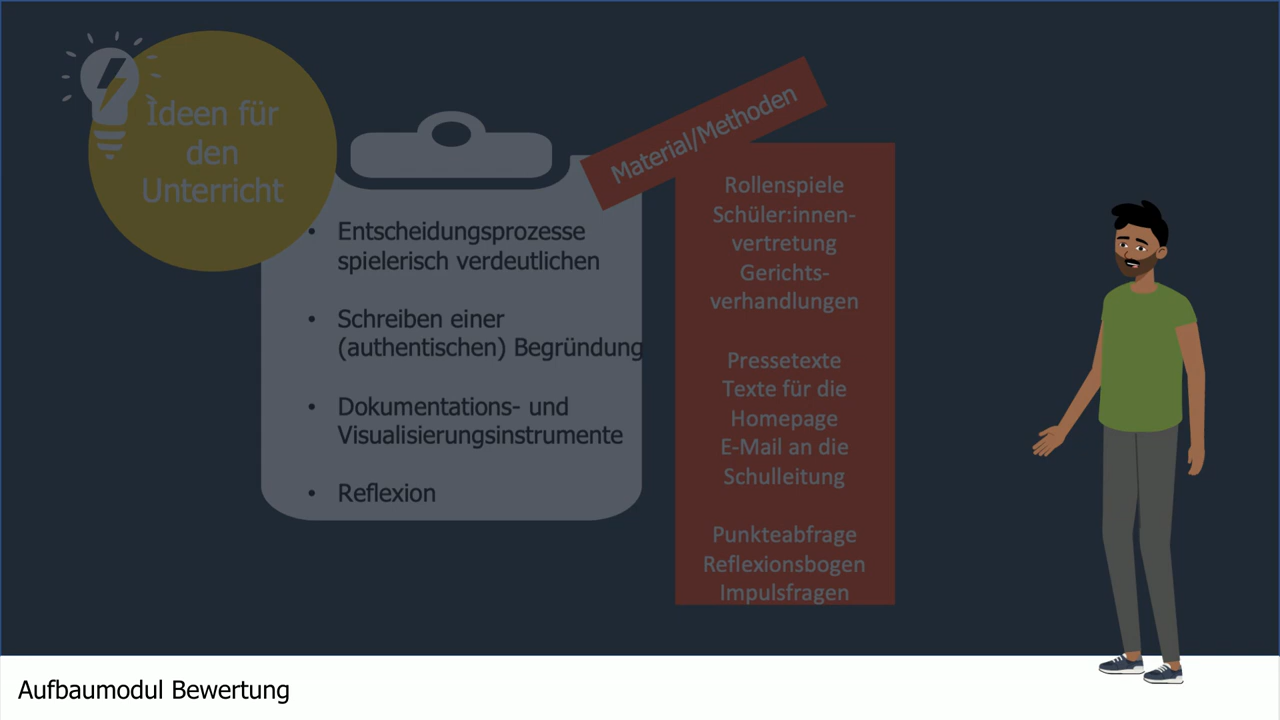 Ideen für
den
Unterricht
Material/Methoden
• Entscheidungsprozesse
spielerisch verdeutlichen
• Schreiben einer
(authentischen) Begründung
• Dokumentations- und
Visualisierungsinstrumente
• Reflexion
Rollenspiele
Schüler:innen-
vertretung
Gerichts-
verhandlungen
Pressetexte
Texte für die
Homepage
E-Mail an die
Schulleitung
Punkteabfrage
Reflexionsbogen
Impulsfragen
Aufbaumodul Bewertung